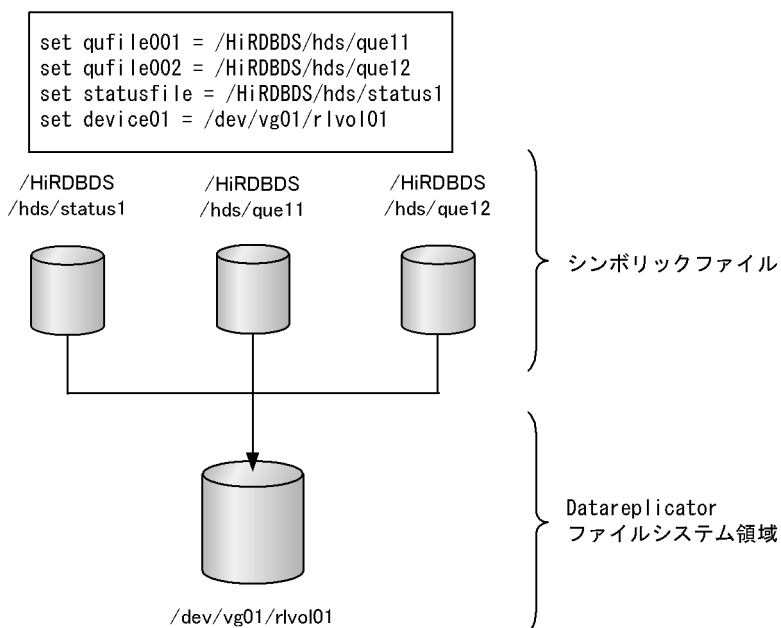 set qufile001 = /HiRDBDS/hds/que11
set qufile002 = /HiRDBDS/hds/que12
set statusfile = /HiRDBDS/hds/status1
set device01 = /dev/vg01/rlvol01
/HiRDBDS
/hds/status1
/HiRDBDS
/hds/que11
/HiRDBDS
/hds/que12
シンボリックファイル
Datareplicator
ファイルシステム領域
/dev/vg01/rlvol01